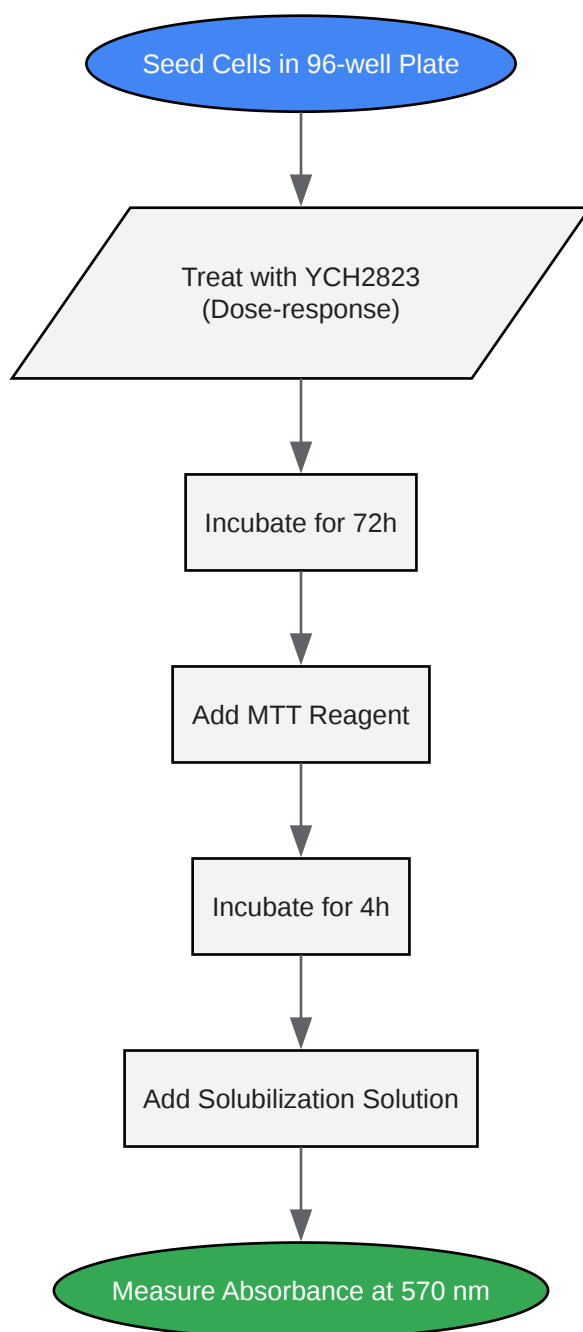 Seed Cells in 96-well Plate
Treat with YCH2823
(Dose-response)
Incubate for 72h
Add MTT Reagent
Incubate for 4h
Add Solubilization Solution
Measure Absorbance at 570 nm